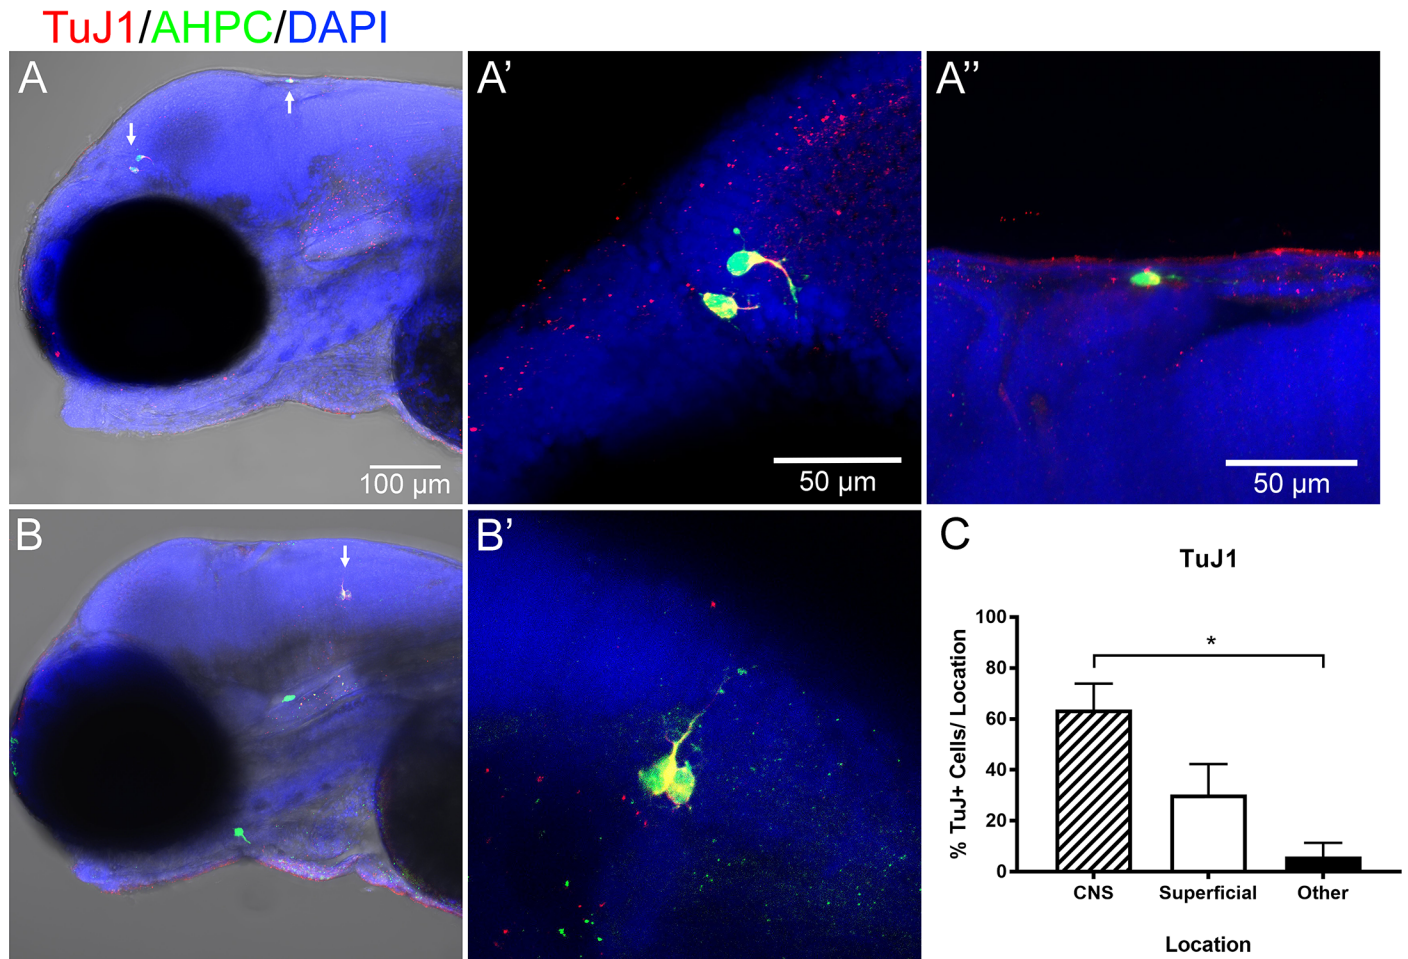 TuJ1/AHPC/DAPI
A
A’
A’’
100 µm
50 µm
50 µm
B
B’
C
TuJ1
% TuJ+ Cells/ Location
100
80
60
40
20
0
*
CNS
Superficial
Other
Location